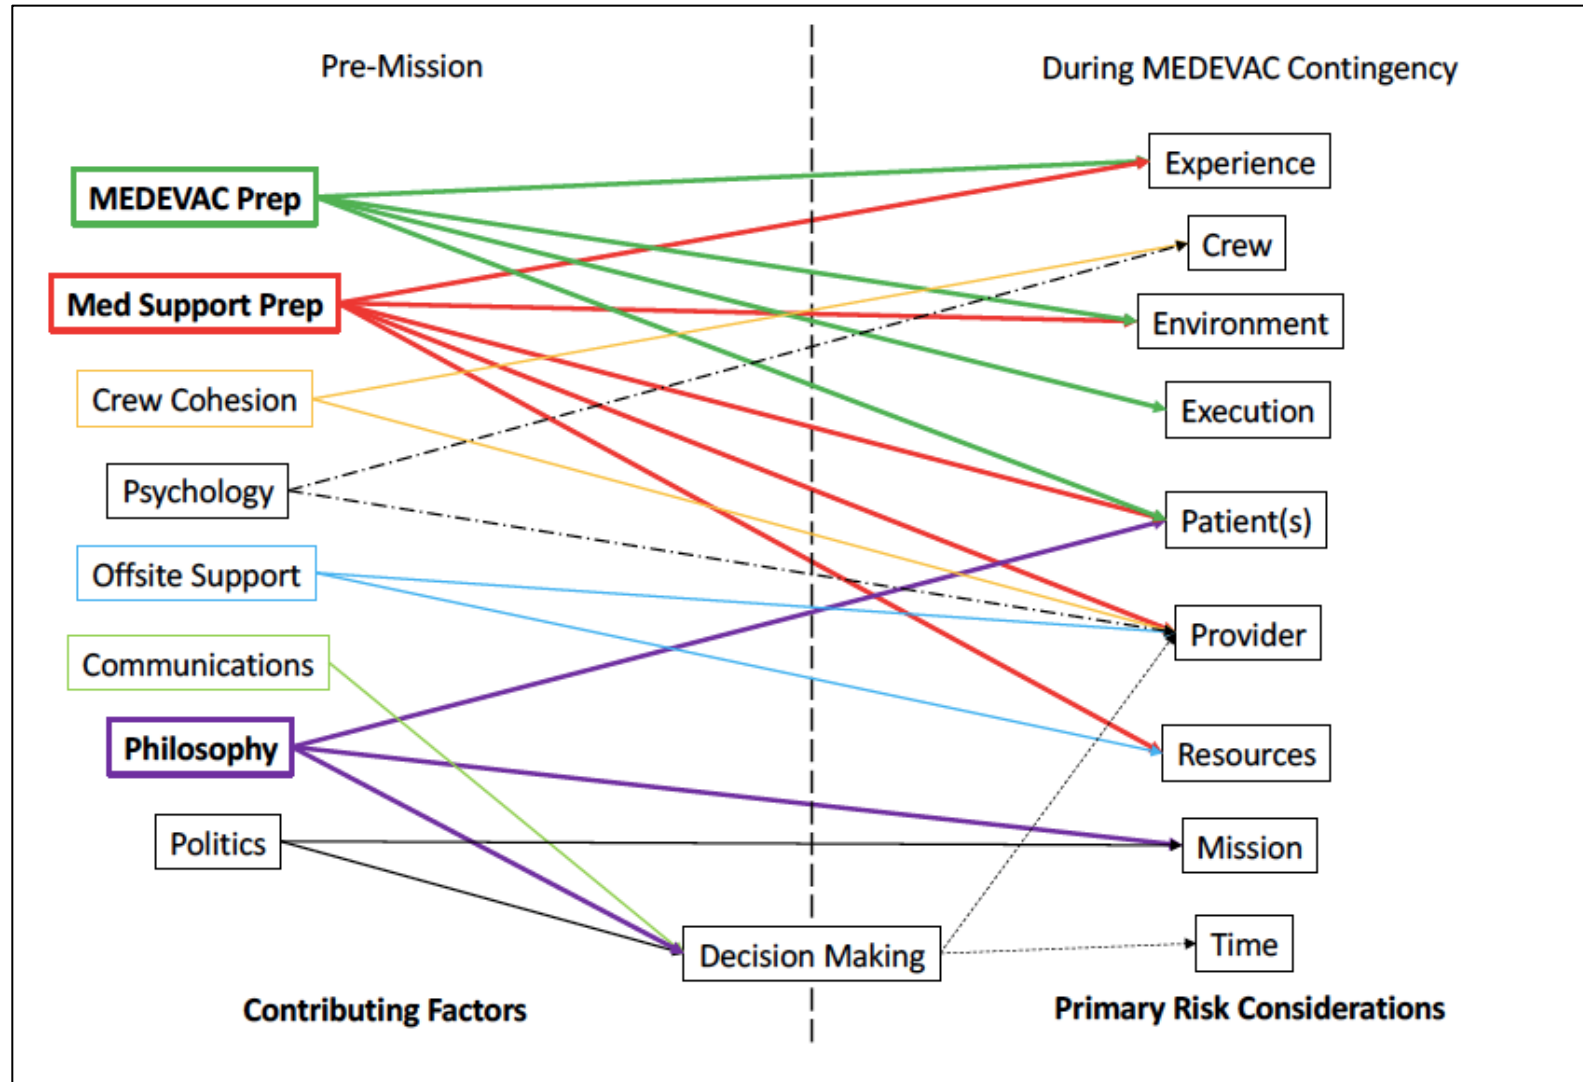 Pre-Mission
During MEDEVAC Contingency
MEDEVAC Prep
Med Support Prep
Crew Cohesion
Psychology
Offsite Support
Communications
Philosophy
Politics
Decision Making
Contributing Factors
Experience
Crew
Environment
Execution
Patient(s)
Provider
Resources
Mission
Time
Primary Risk Considerations